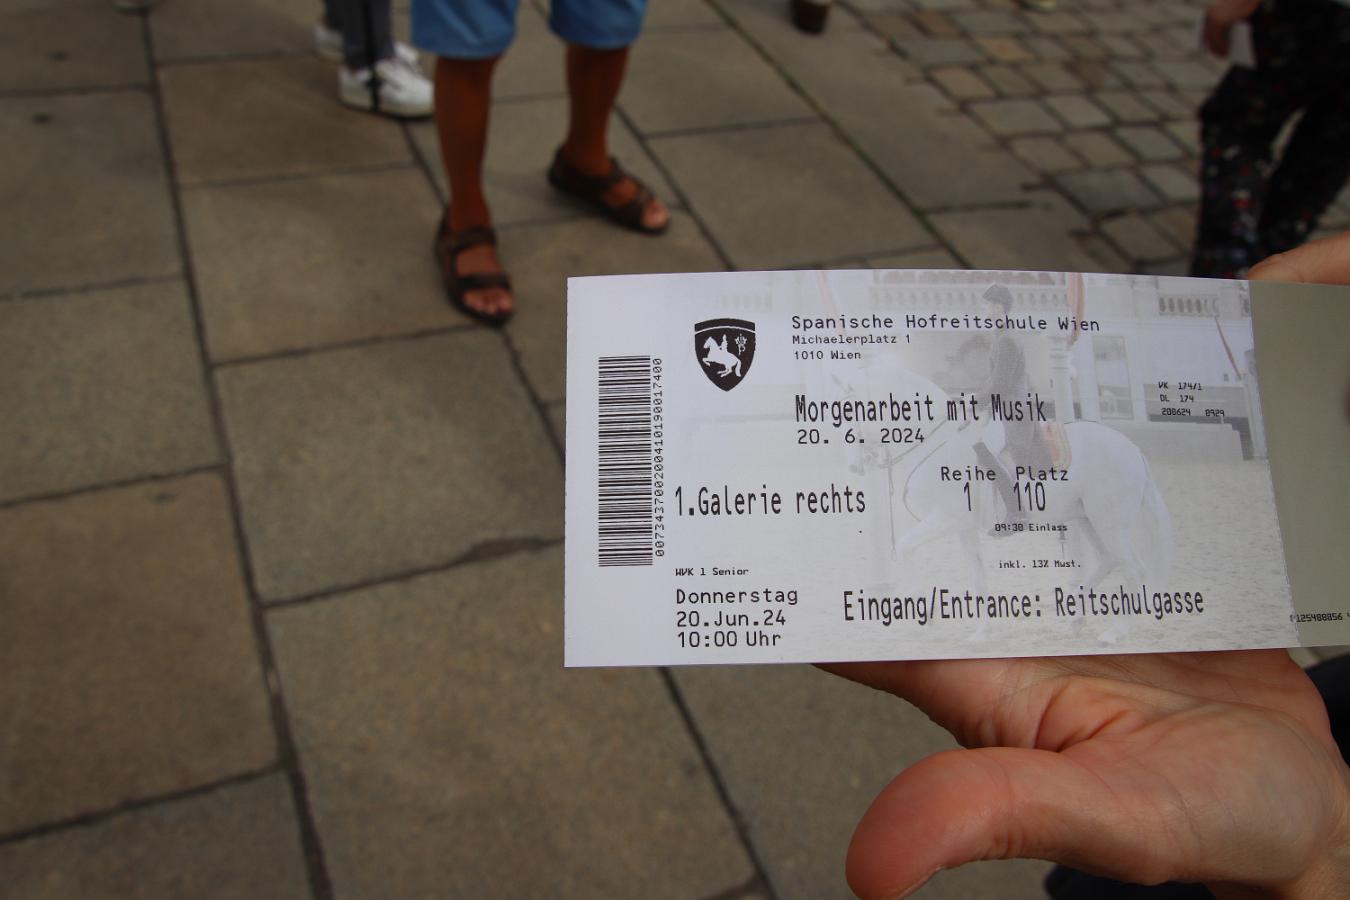 Spanische Hofreitschule Wien
Michaelerplatz 1
1010 Wien
Morgenarbeit mit Musik
20. 6. 2024
VK 174/1
DL 174
200624 0929
Reihe Platz
1 110
1.Galerie rechts
09:30 Einlass
inkl. 13% Mwst.
WVK 1 Senior
Donnerstag
20.Jun.24
10:00 Uhr
Eingang/Entrance: Reitschulgasse